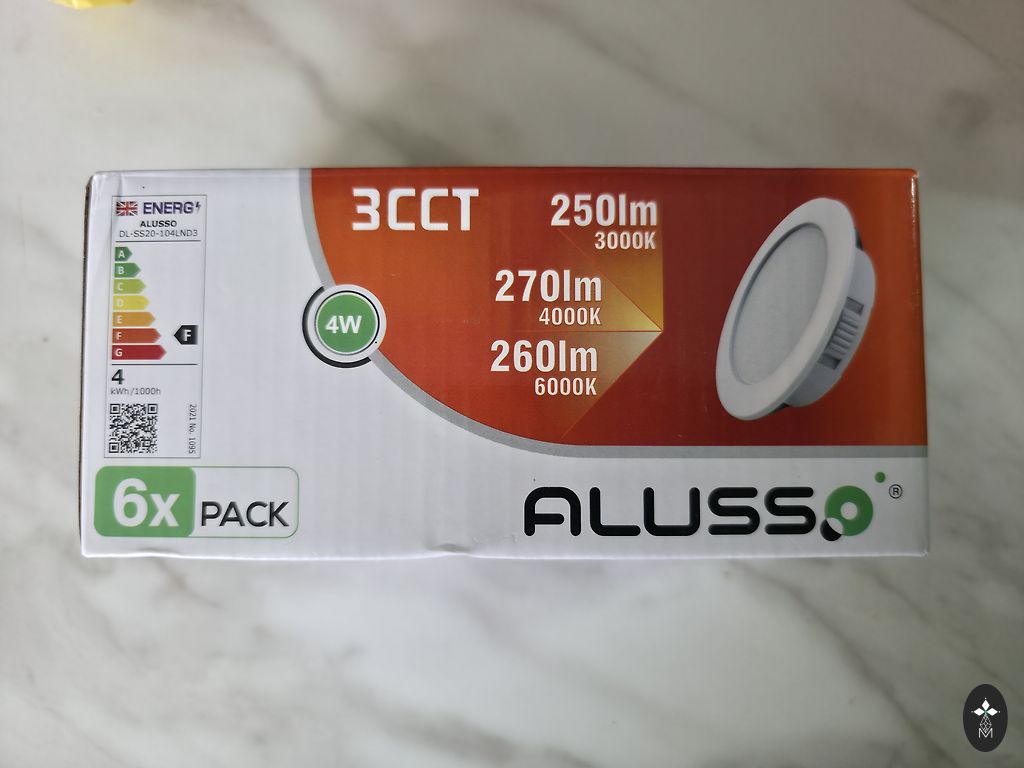 ENERG
ALUSSO
DL-SS20-104LND3
A
B
C
D
E
F
G
F
4
kWh/1000h
2021 No. 1095
6x PACK
4W
3CCT
250lm
3000K
270lm
4000K
260lm
6000K
ALUSSO ®
M